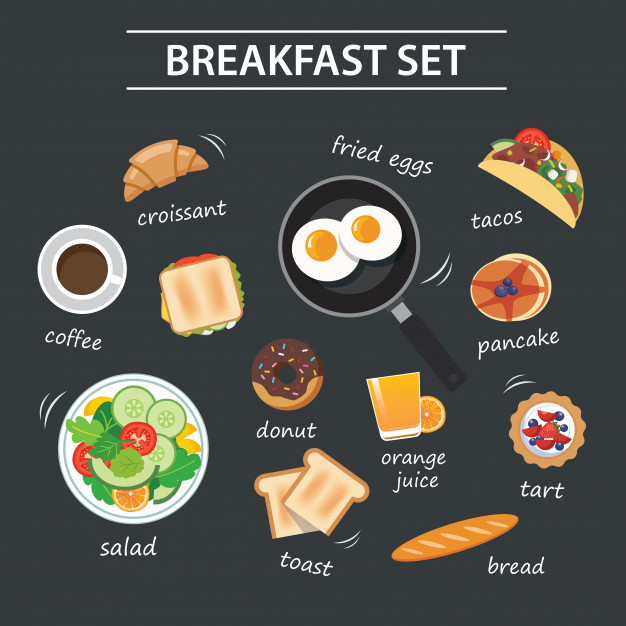 BREAKFAST SET
croissant
fried eggs
tacos
coffee
pancake
donut
orange
juice
tart
salad
toast
bread